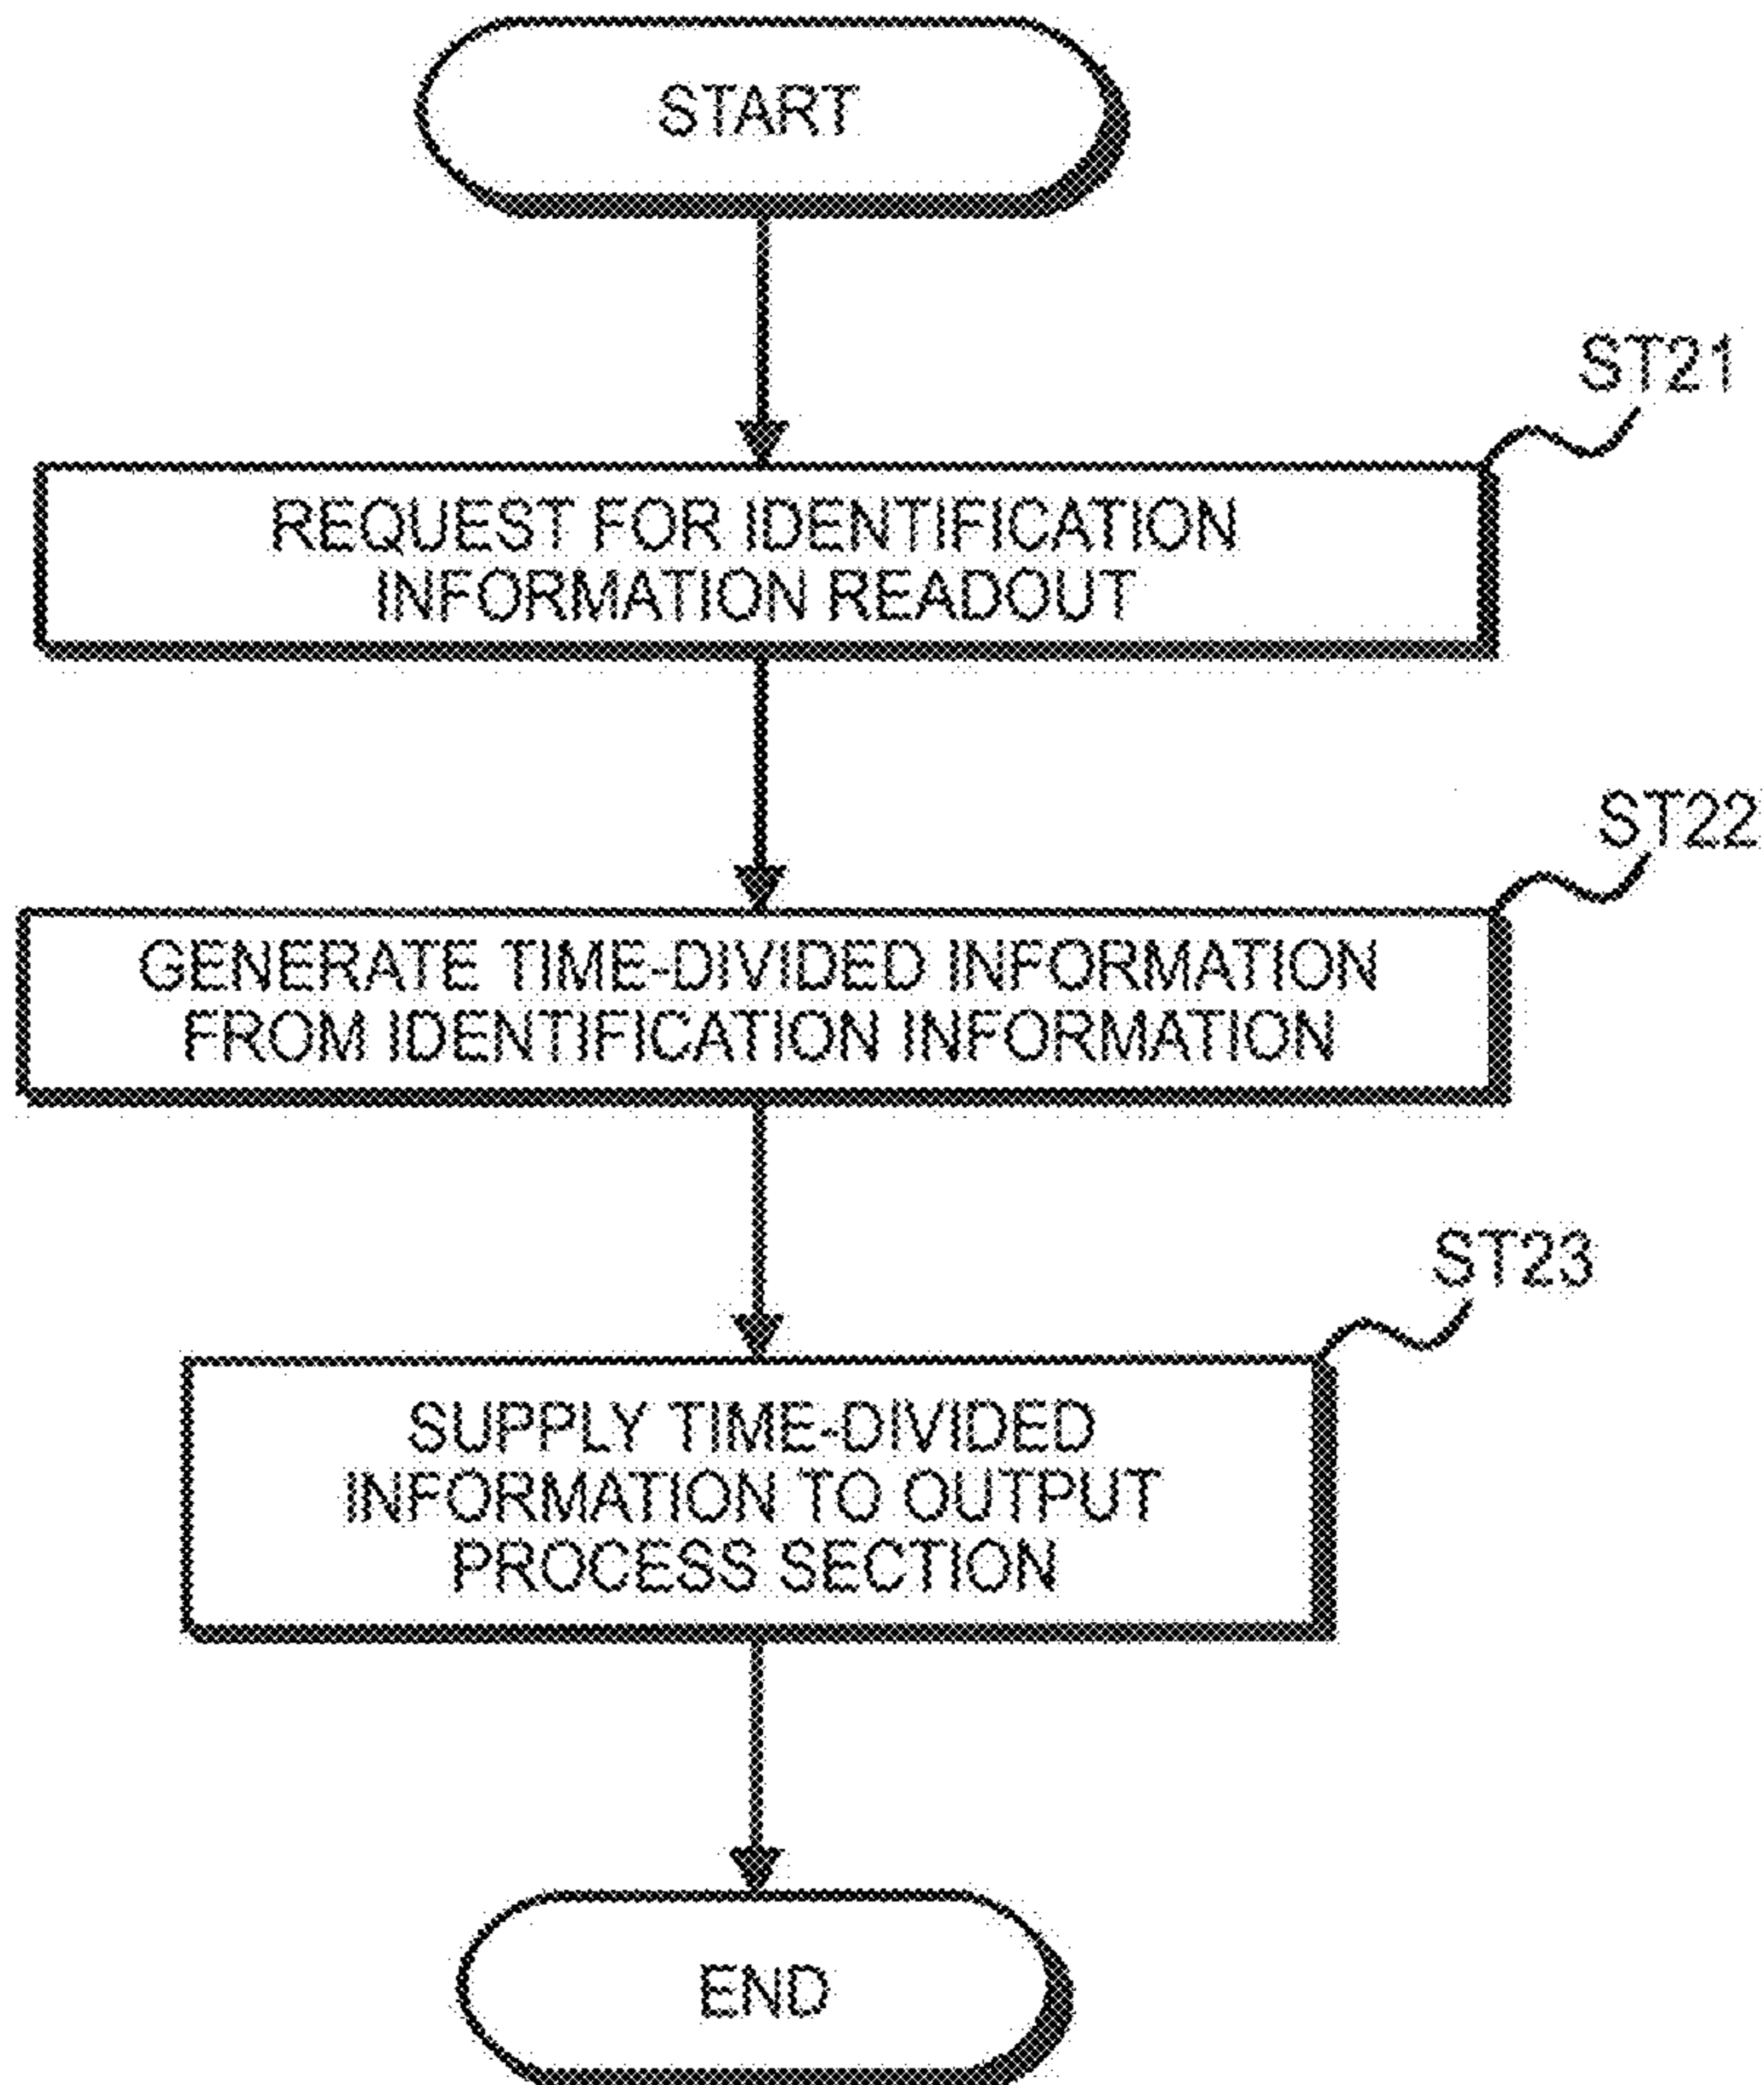 START
ST21
REQUEST FOR IDENTIFICATION
INFORMATION READOUT
ST22
GENERATE TIME-DIVIDED INFORMATION
FROM IDENTIFICATION INFORMATION
ST23
SUPPLY TIME-DIVIDED
INFORMATION TO OUTPUT
PROCESS SECTION
END